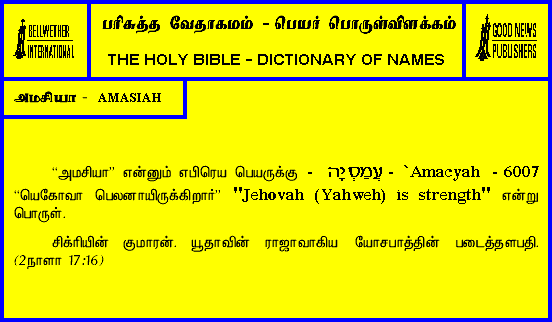 BELLWETHER
INTERNATIONAL
பரிசுத்த வேதாகமம் - பெயர் பொருள்விளக்கம்
THE HOLY BIBLE - DICTIONARY OF NAMES
GOOD NEWS
PUBLISHERS
அமசியா - AMASIAH
“அமசியா” என்னும் எபிரெய பெயருக்கு - עֲמַסְיָה - `Amacyah - 6007
“யெகோவா பெலனாயிருக்கிறார்” "Jehovah (Yahweh) is strength" என்று
பொருள்.
சிக்ரியின் குமாரன். யூதாவின் ராஜாவாகிய யோசபாத்தின் படைத்தளபதி.
(2நாளா 17:16)